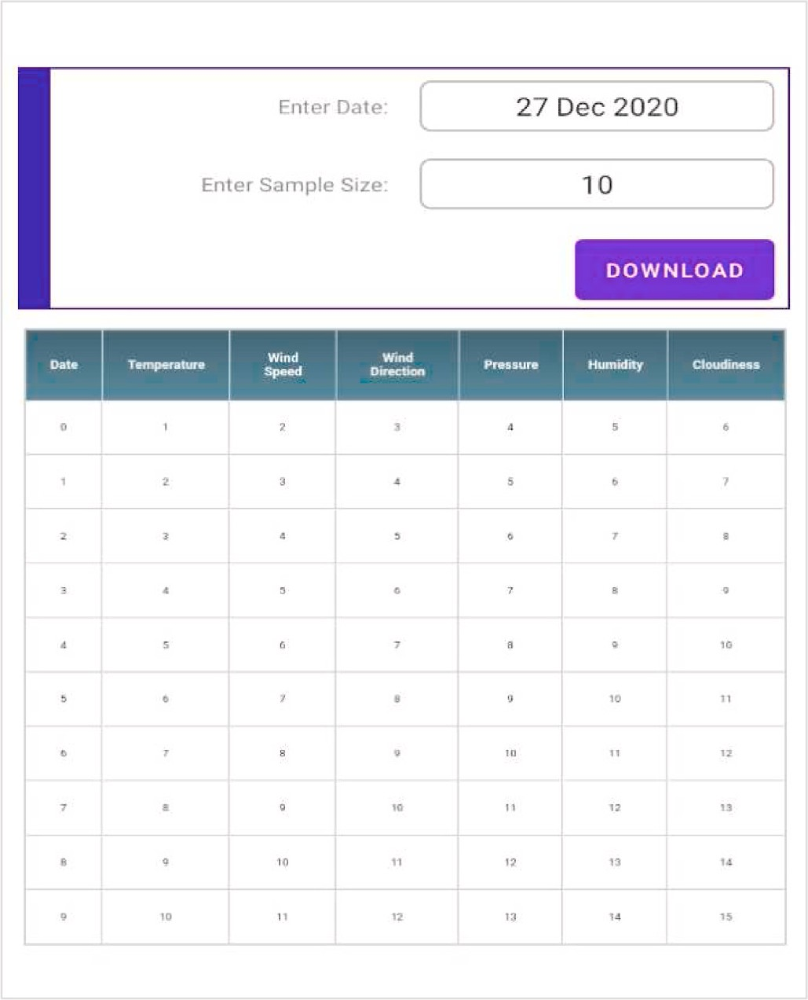 Enter Date: 27 Dec 2020
Enter Sample Size: 10
DOWNLOAD
Date Temperature Wind Speed Wind Direction Pressure Humidity Cloudiness
0 1 2 3 4 5 6
1 2 3 4 5 6 7
2 3 4 5 6 7 8
3 4 5 6 7 8 9
4 5 6 7 8 9 10
5 6 7 8 9 10 11
6 7 8 9 10 11 12
7 8 9 10 11 12 13
8 9 10 11 12 13 14
9 10 11 12 13 14 15